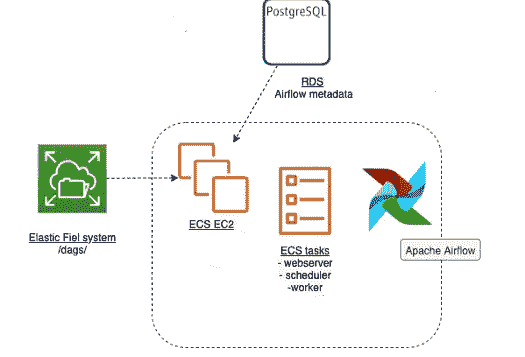 PostgreSQL
RDS
Airflow metadata
ECS EC2
Elastic Fiel system
/dags/
ECS tasks
- webserver
- scheduler
-worker
Apache Airflow